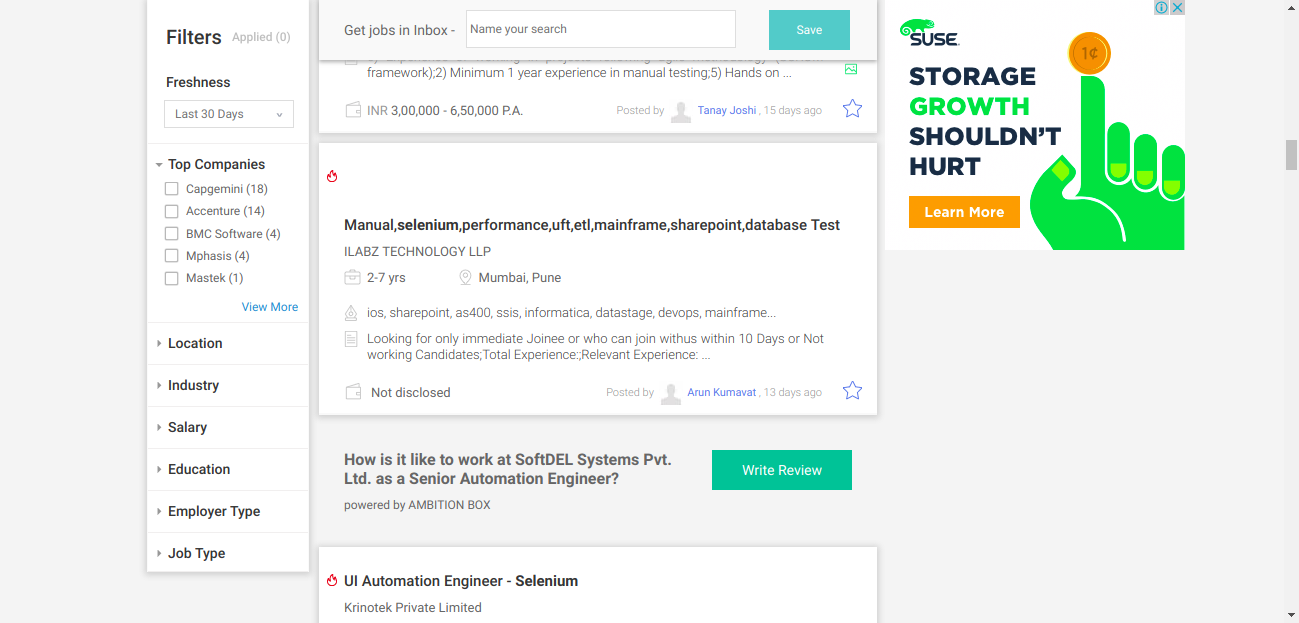 Filters Applied (0)
Freshness
Last 30 Days
Top Companies
Capgemini (18)
Accenture (14)
BMC Software (4)
Mphasis (4)
Mastek (1)
View More
Location
Industry
Salary
Education
Employer Type
Job Type
Get jobs in Inbox -
Name your search
Save
framework);2) Minimum 1 year experience in manual testing;5) Hands on ...
INR 3,00,000 - 6,50,000 P.A.
Posted by Tanay Joshi , 15 days ago
Manual,selenium,performance,uft,etl,mainframe,sharepoint,database Test
ILABZ TECHNOLOGY LLP
2-7 yrs
Mumbai, Pune
ios, sharepoint, as400, ssis, informatica, datastage, devops, mainframe...
Looking for only immediate Joinee or who can join withus within 10 Days or Not
working Candidates;Total Experience:;Relevant Experience: ...
Not disclosed
Posted by Arun Kumavat , 13 days ago
How is it like to work at SoftDEL Systems Pvt.
Ltd. as a Senior Automation Engineer?
powered by AMBITION BOX
Write Review
UI Automation Engineer - Selenium
Krinotek Private Limited
SUSE
1¢
STORAGE
GROWTH
SHOULDN'T
HURT
Learn More